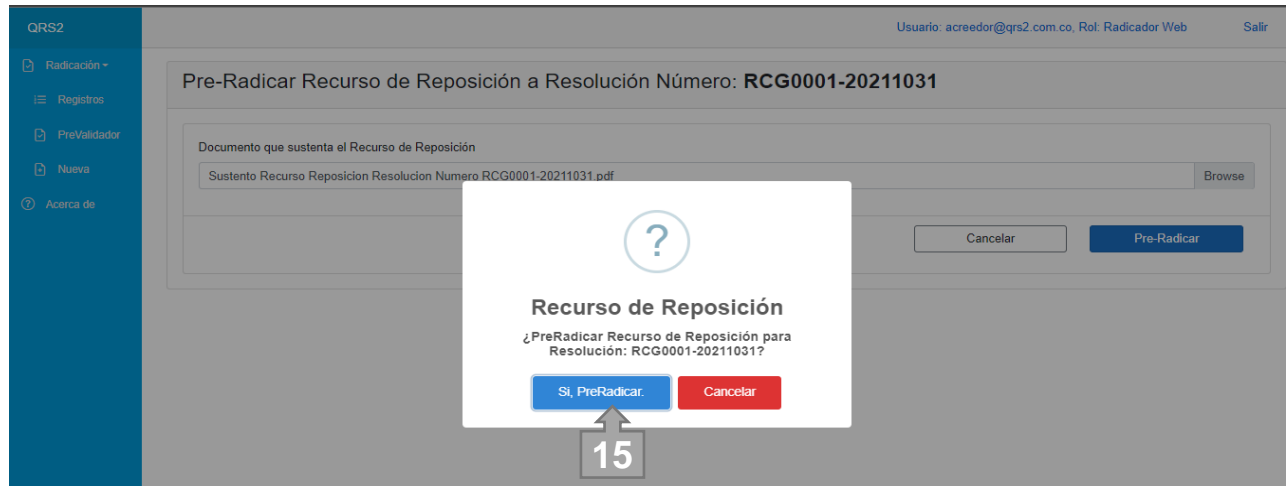 QRS2
Usuario: acreedor@qrs2.com.co, Rol: Radicador Web
Salir
Radicación
Registros
PreValidador
Nueva
Acerca de
Pre-Radicar Recurso de Reposición a Resolución Número: RCG0001-20211031
Documento que sustenta el Recurso de Reposición
Sustento Recurso Reposicion Resolucion Numero RCG0001-20211031.pdf
Browse
Cancelar
Pre-Radicar
?
Recurso de Reposición
¿PreRadicar Recurso de Reposición para
Resolución: RCG0001-20211031?
Si, PreRadicar.
Cancelar
15